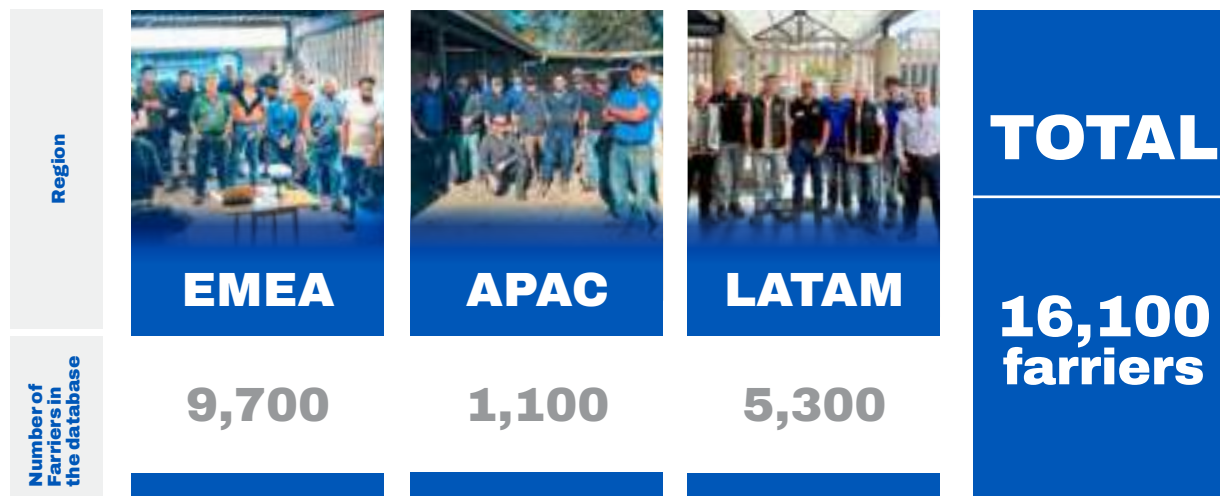 Region
EMEA
APAC
LATAM
TOTAL
Number of
Farriers in
the database
9,700
1,100
5,300
16,100
farriers